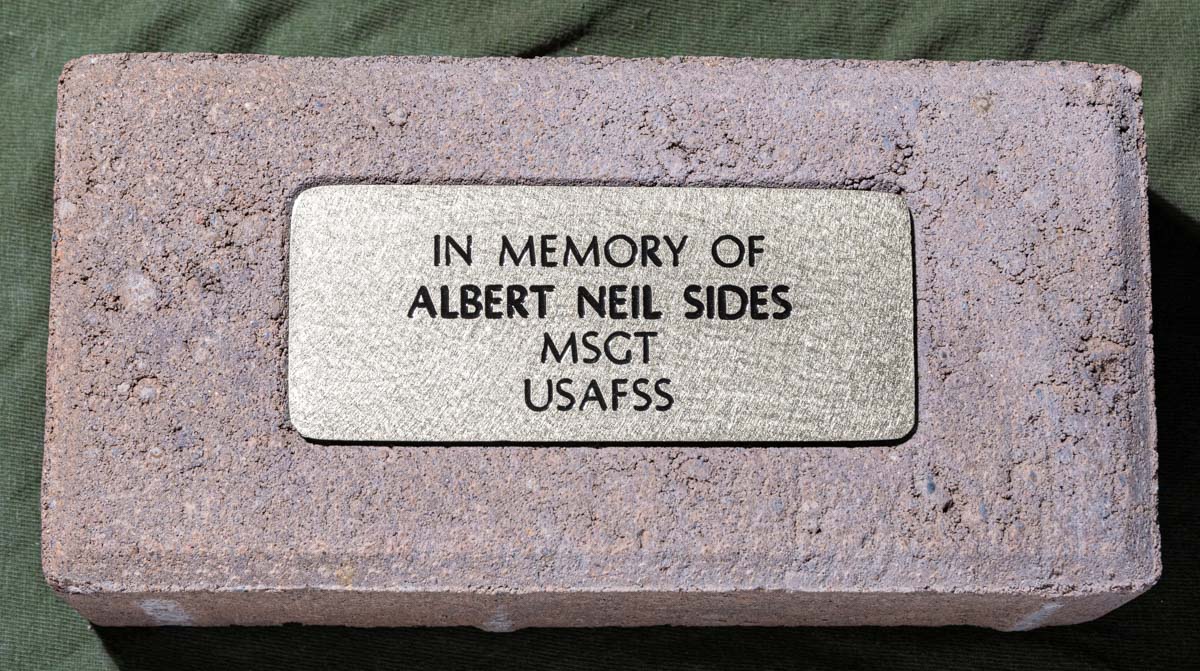 IN MEMORY OF
ALBERT NEIL SIDES
MSGT
USAFSS